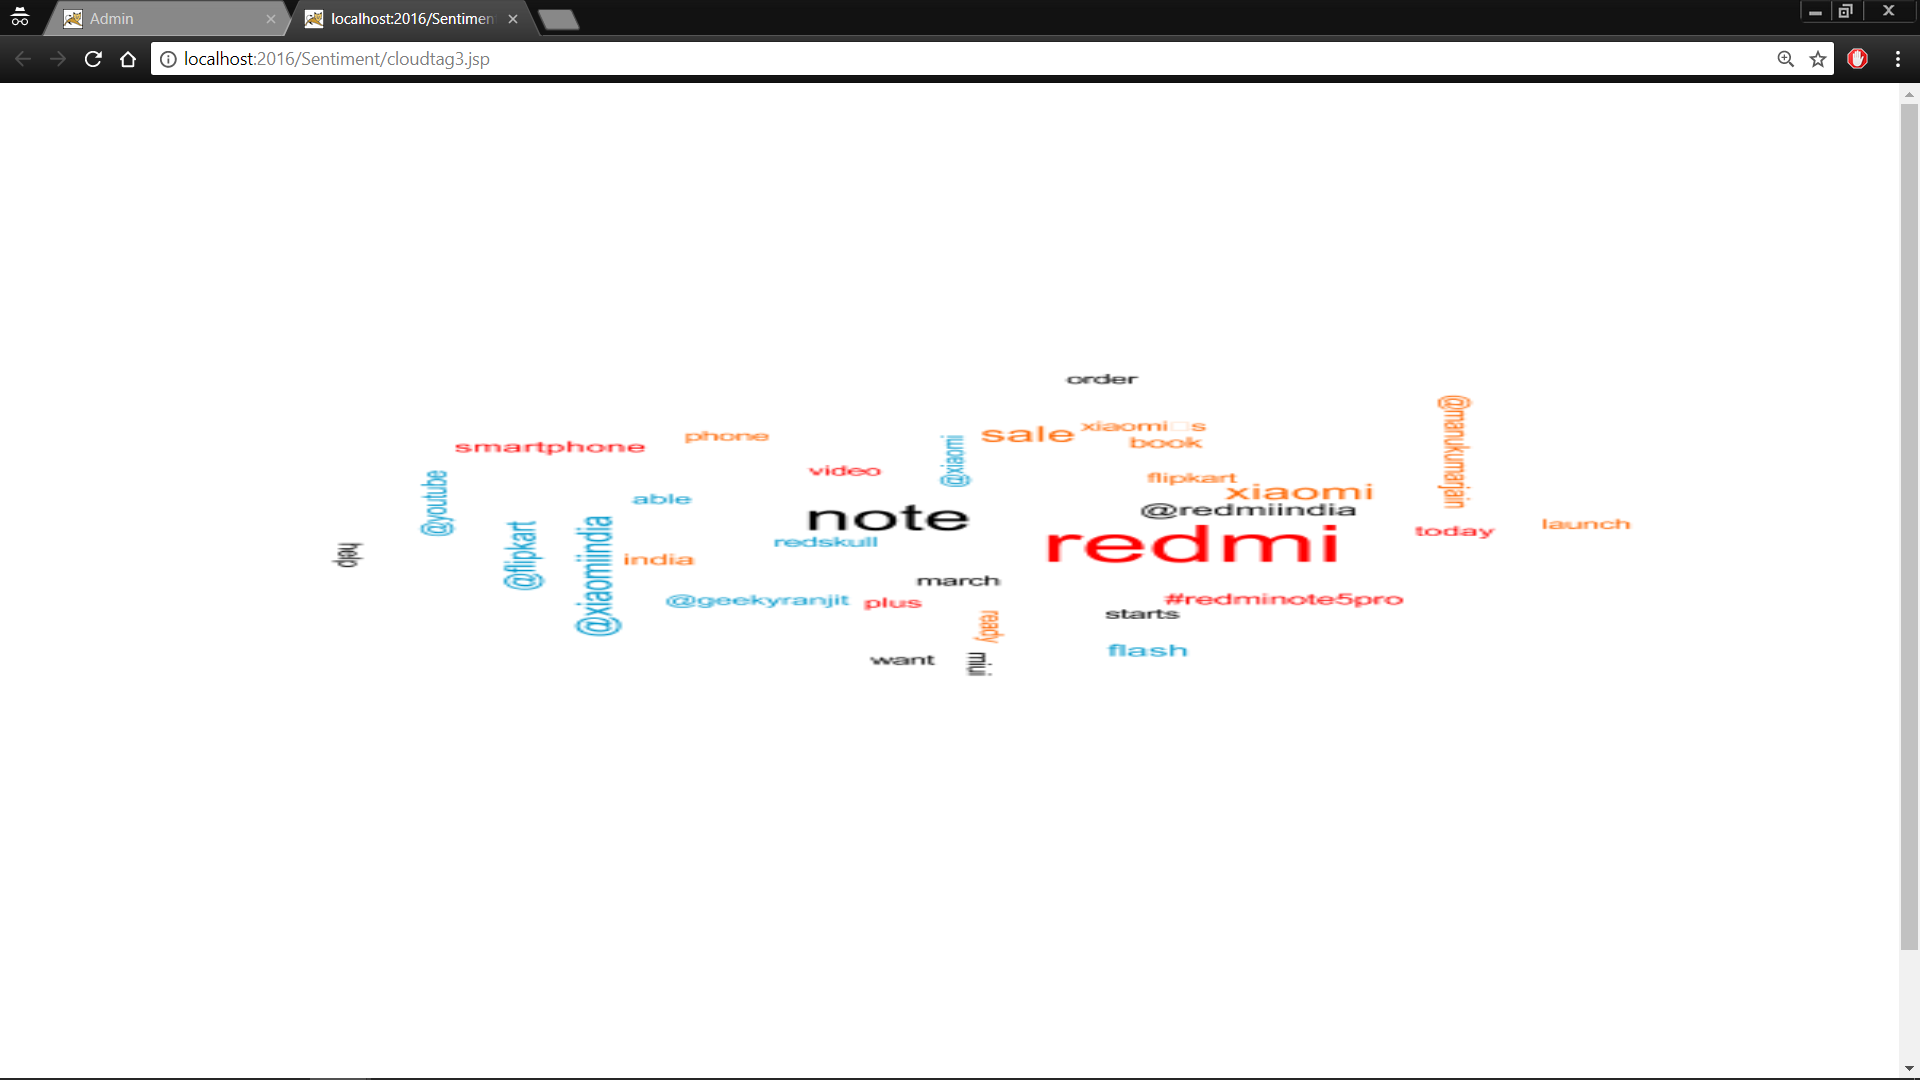 Admin
localhost:2016/Sentimen
localhost:2016/Sentiment/cloudtag3.jsp
order
@manukumarjain
smartphone
phone
@xiaomi
sale
xiaomi□s
book
video
@youtube
able
flipkart
xiaomi
note
@redmiindia
@flipkart
@xiaomiindia
redskull
redmi
today
launch
help
india
march
@geekyranjit
plus
#redminote5pro
ready
starts
want
miui
flash